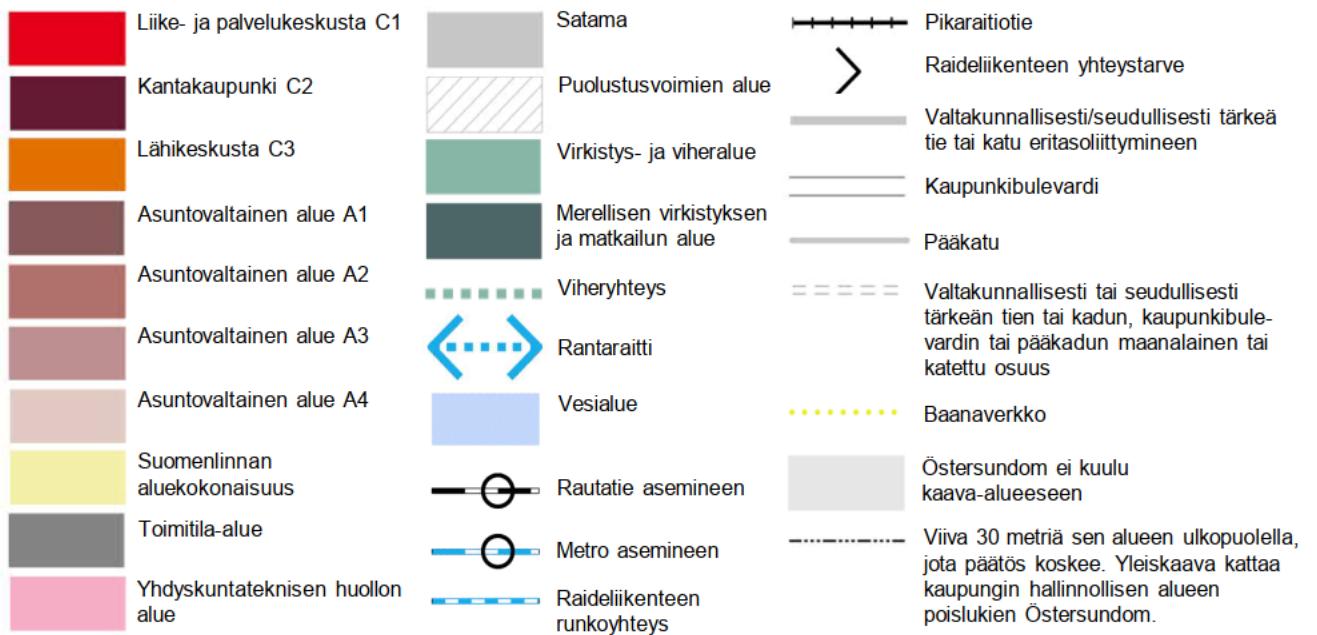 Liike- ja palvelukeskusta C1
Kantakaupunki C2
Lähikeskusta C3
Asuntovaltainen alue A1
Asuntovaltainen alue A2
Asuntovaltainen alue A3
Asuntovaltainen alue A4
Suomenlinnan
aluekokonaisuus
Toimitila-alue
Yhdyskuntateknisen huollon
alue
Satama
Puolustusvoimien alue
Virkistys- ja viheralue
Merellisen virkistyksen
ja matkailun alue
Viheryhteys
Rantaraitti
Vesialue
Rautatie asemineen
Metro asemineen
Raideliikenteen
runkoyhteys
Pikaraitiotie
Raideliikenteen yhteystarve
Valtakunnallisesti/seudullisesti tärkeä
tie tai katu eritasoliittymineen
Kaupunkibulevardi
Pääkatu
Valtakunnallisesti tai seudullisesti
tärkeän tien tai kadun, kaupunkibule-
vardin tai pääkadun maanalainen tai
katettu osuus
Baanaverkko
Östersundom ei kuulu
kaava-alueeseen
Viiva 30 metriä sen alueen ulkopuolella,
jota päätös koskee. Yleiskaava kattaa
kaupungin hallinnollisen alueen
poislukien Östersundom.